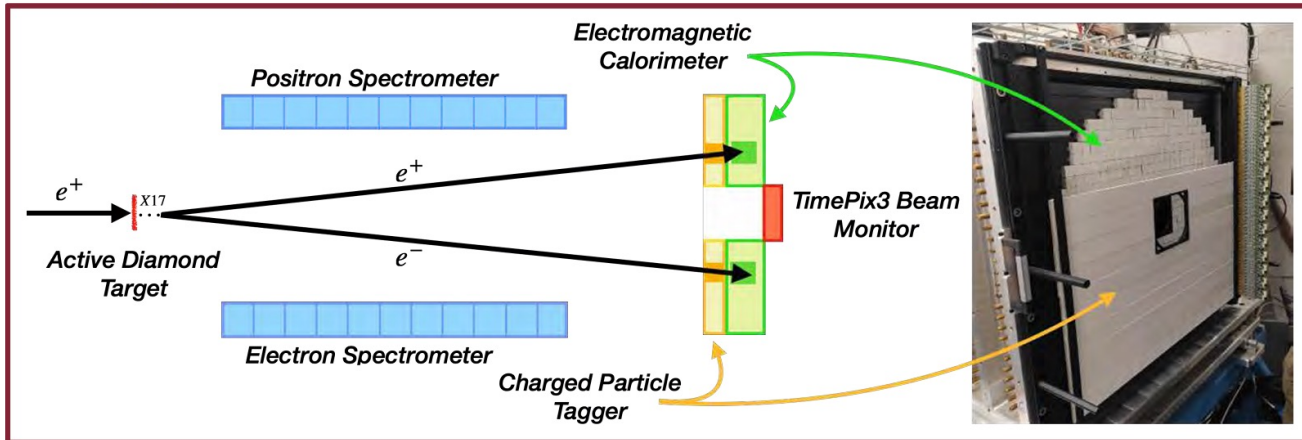 Electromagnetic
Calorimeter
Positron Spectrometer
e⁺
X17
e⁺
e⁻
TimePix3 Beam
Monitor
Active Diamond
Target
Electron Spectrometer
Charged Particle
Tagger